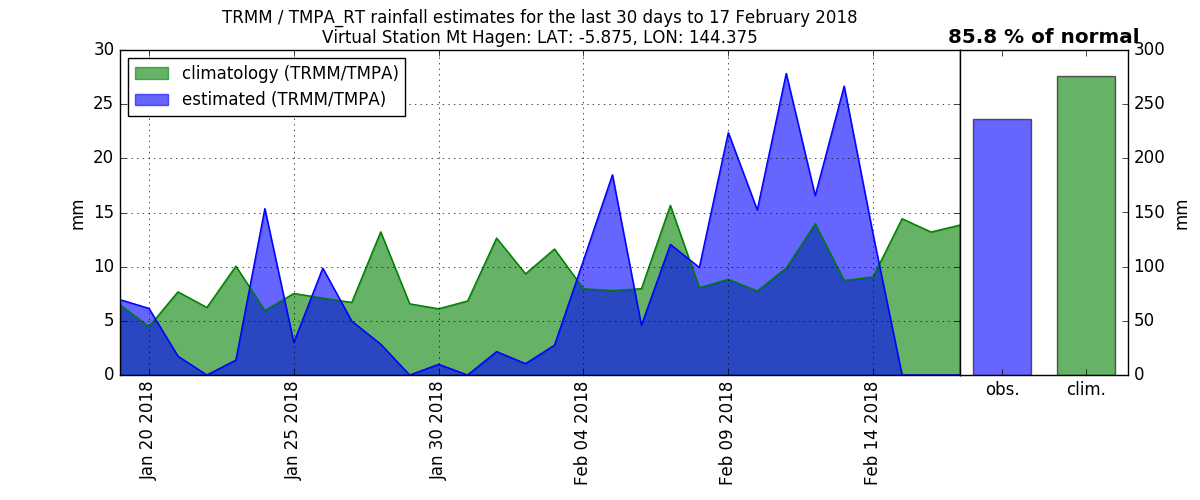 TRMM / TMPA_RT rainfall estimates for the last 30 days to 17 February 2018
Virtual Station Mt Hagen: LAT: -5.875, LON: 144.375
85.8 % of normal
climatology (TRMM/TMPA)
estimated (TRMM/TMPA)
30
25
20
15
10
5
0
mm
Jan 20 2018
Jan 25 2018
Jan 30 2018
Feb 04 2018
Feb 09 2018
Feb 14 2018
300
250
200
150
100
50
0
mm
obs.
clim.